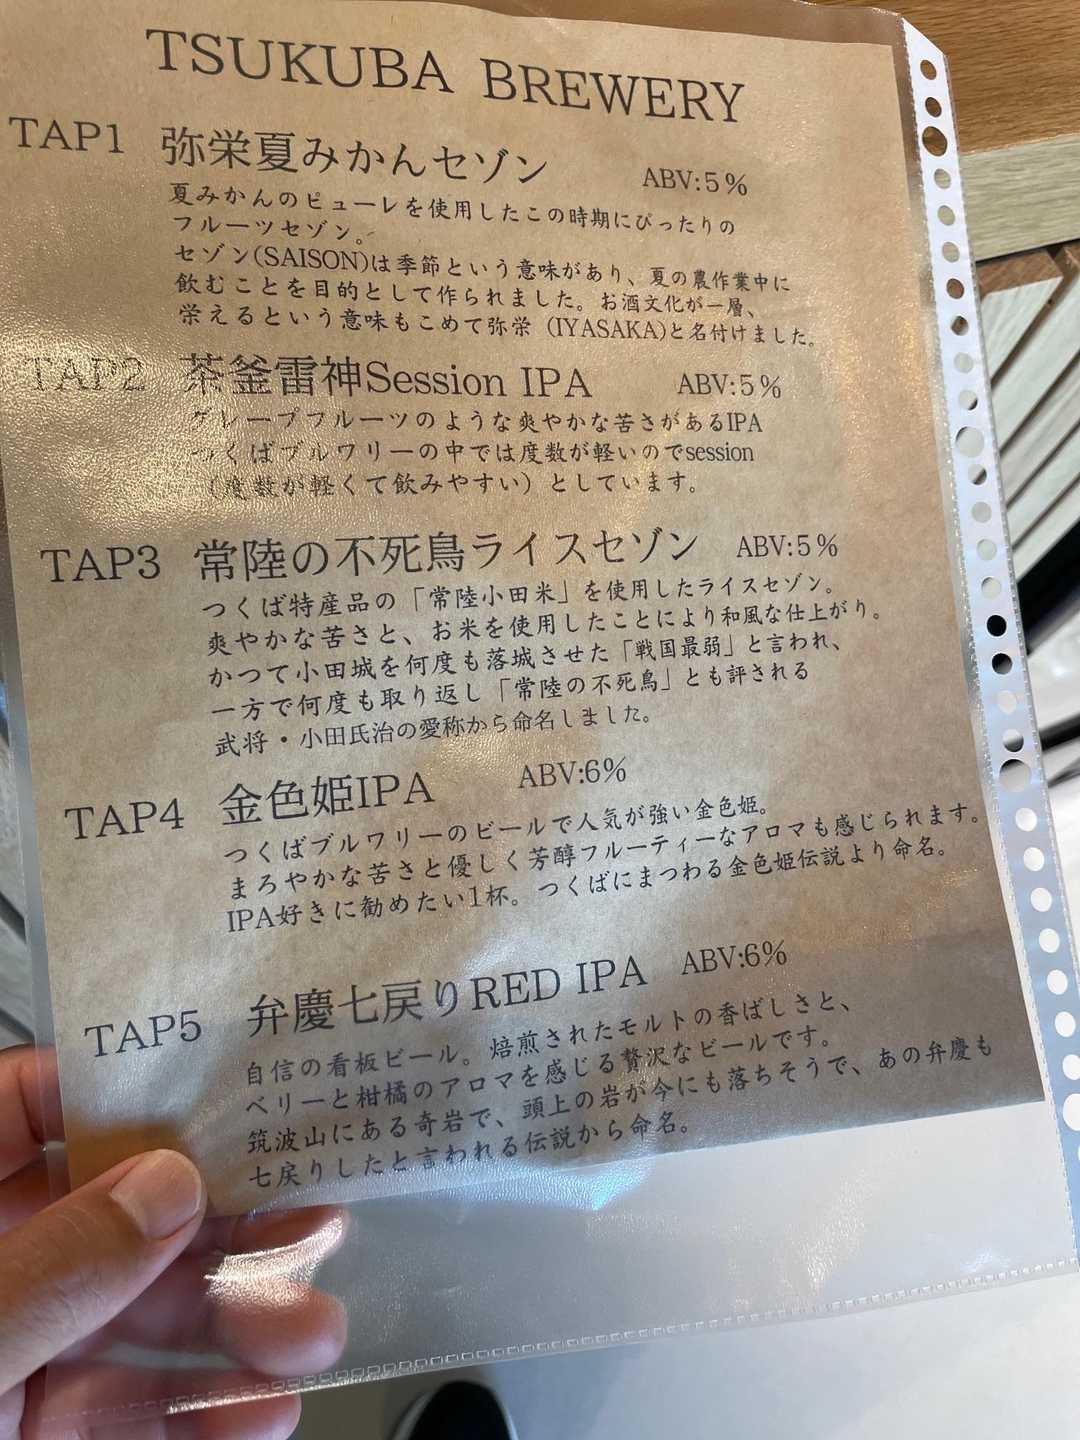 TSUKUBA BREWERY
TAP1 弥栄夏みかんセゾン ABV:5%
夏みかんのピューレを使用したこの時期にぴったりの
フルーツセゾン。
セゾン(SAISON)は季節という意味があり、夏の農作業中に
飲むことを目的として作られました。お酒文化が一層、
栄えるという意味もこめて弥栄（IYASAKA)と名付けました。
TAP2 茶釜雷神Session IPA ABV:5%
グレープフルーツのような爽やかな苦さがあるIPA
つくばブルワリーの中では度数が軽いのでsession
（度数が軽くて飲みやすい）としています。
TAP3 常陸の不死鳥ライスセゾン ABV:5%
つくば特産品の「常陸小田米」を使用したライスセゾン。
爽やかな苦さと、お米を使用したことにより和風な仕上がり。
かつて小田城を何度も落城させた「戦国最弱」と言われ、
一方で何度も取り返し「常陸の不死鳥」とも評される
武将・小田氏治の愛称から命名しました。
TAP4 金色姫IPA ABV:6%
つくばブルワリーのビールで人気が強い金色姫。
まろやかな苦さと優しく芳醇フルーティーなアロマも感じられます。
IPA好きに勧めたい1杯。つくばにまつわる金色姫伝説より命名。
TAP5 弁慶七戻りRED IPA ABV:6%
自信の看板ビール。焙煎されたモルトの香ばしさと、
ベリーと柑橘のアロマを感じる贅沢なビールです。
筑波山にある奇岩で、頭上の岩が今にも落ちそうで、あの弁慶も
七戻りしたと言われる伝説から命名。